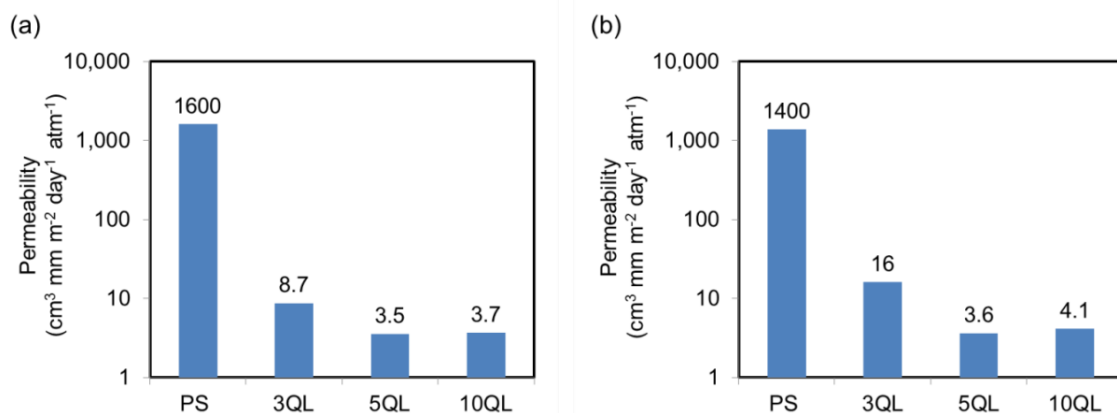 (a)
10,000
1,000
100
10
1
Permeability
(cm³ mm m⁻² day⁻¹ atm⁻¹)
1600
8.7
3.5
3.7
PS 3QL 5QL 10QL
(b)
10,000
1,000
100
10
1
Permeability
(cm³ mm m⁻² day⁻¹ atm⁻¹)
1400
16
3.6
4.1
PS 3QL 5QL 10QL